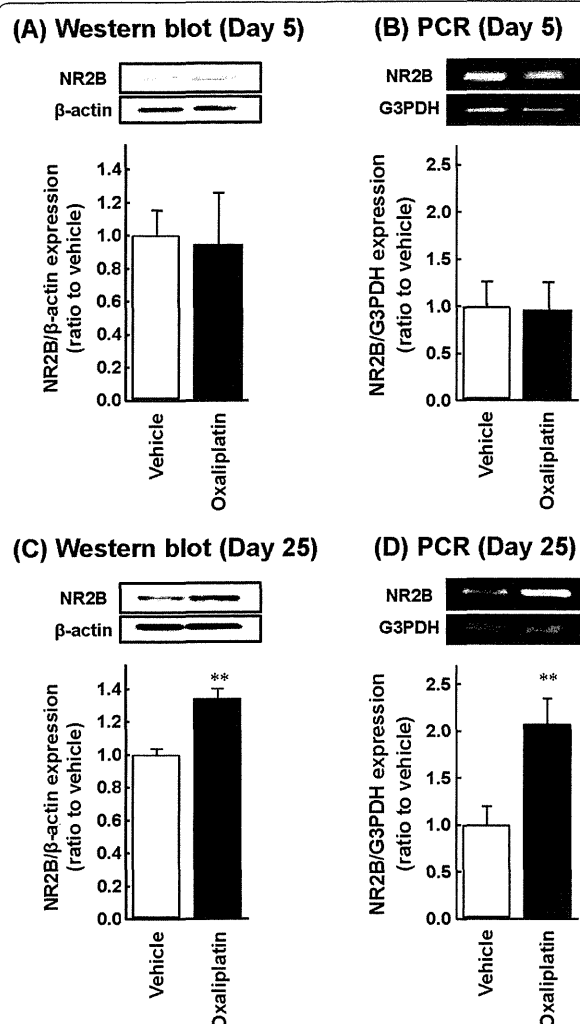 (A) Western blot (Day 5)
NR2B
β-actin
NR2B/β-actin expression
(ratio to vehicle)
1.4
1.2
1.0
0.8
0.6
0.4
0.2
0.0
Vehicle
Oxaliplatin
(B) PCR (Day 5)
NR2B
G3PDH
NR2B/G3PDH expression
(ratio to vehicle)
2.5
2.0
1.5
1.0
0.5
0.0
Vehicle
Oxaliplatin
(C) Western blot (Day 25)
NR2B
β-actin
NR2B/β-actin expression
(ratio to vehicle)
1.4
1.2
1.0
0.8
0.6
0.4
0.2
0.0
**
Vehicle
Oxaliplatin
(D) PCR (Day 25)
NR2B
G3PDH
NR2B/G3PDH expression
(ratio to vehicle)
2.5
2.0
1.5
1.0
0.5
0.0
**
Vehicle
Oxaliplatin